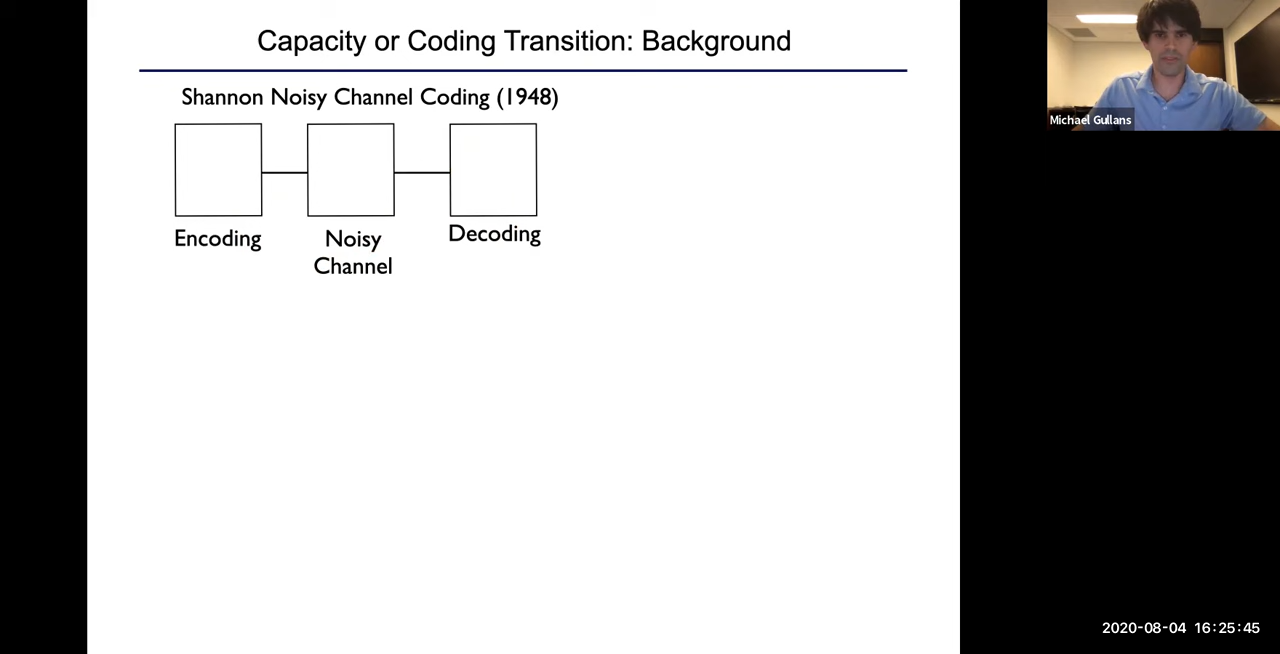 Capacity or Coding Transition: Background
Shannon Noisy Channel Coding (1948)
Encoding
Noisy
Channel
Decoding
Michael Gullans
2020-08-04 16:25:45